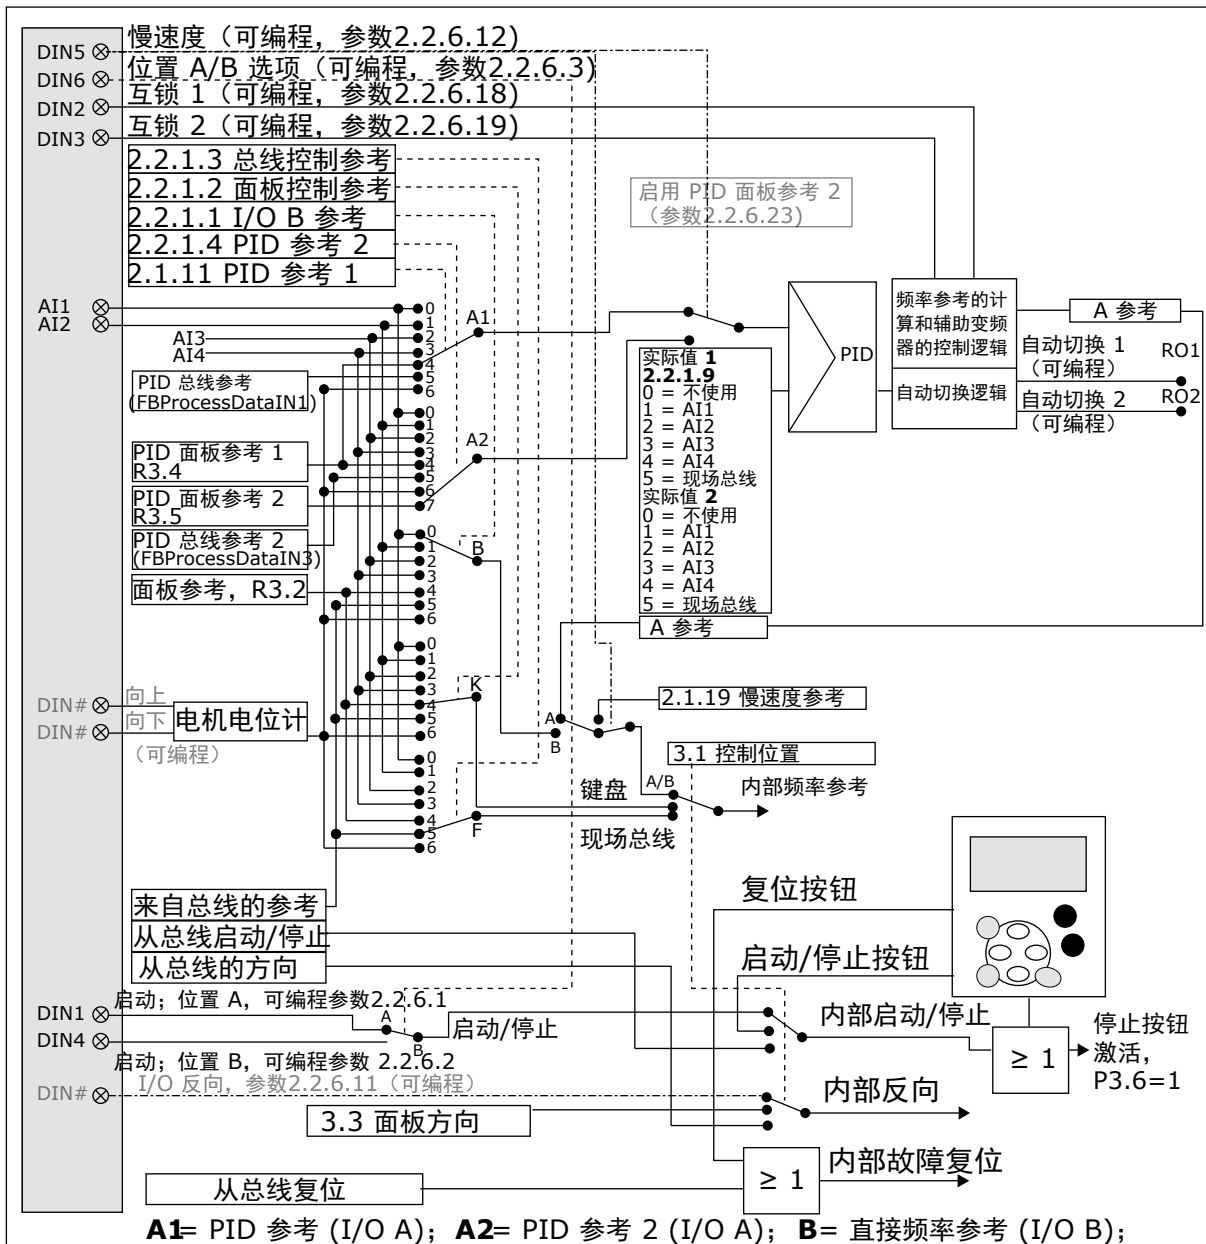 DIN5 慢速度（可编程，参数2.2.6.12)
DIN6 位置 A/B 选项（可编程，参数2.2.6.3)
DIN2 互锁 1（可编程，参数2.2.6.18)
DIN3 互锁 2（可编程，参数2.2.6.19)
2.2.1.3 总线控制参考
2.2.1.2 面板控制参考
2.2.1.1 I/O B 参考
2.2.1.4 PID 参考 2
2.1.11 PID 参考 1
启用 PID 面板参考 2
（参数2.2.6.23)
AI1
AI2
AI3
AI4
PID 总线参考
(FBProcessDataIN1)
PID 面板参考 1
R3.4
PID 面板参考 2
R3.5
PID 总线参考 2
(FBProcessDataIN3)
面板参考，R3.2
0
1
2
3
4
5
6
A1
0
1
2
3
4
5
6
7
A2
0
1
2
3
4
5
6
B
0
1
2
3
4
5
6
K
0
1
2
3
4
5
6
F
实际值 1
2.2.1.9
0 = 不使用
1 = AI1
2 = AI2
3 = AI3
4 = AI4
5 = 现场总线
实际值 2
0 = 不使用
1 = AI1
2 = AI2
3 = AI3
4 = AI4
5 = 现场总线
PID
频率参考的计
算和辅助变频
器的控制逻辑
自动切换逻辑
A 参考
自动切换 1
（可编程）
RO1
自动切换 2
（可编程）
RO2
A 参考
DIN# 向上
DIN# 向下
（可编程）
电机电位计
A
B
2.1.19 慢速度参考
3.1 控制位置
A/B
键盘
现场总线
内部频率参考
来自总线的参考
从总线启动/停止
从总线的方向
复位按钮
启动/停止按钮
DIN1 启动；位置 A，可编程参数2.2.6.1
DIN4
启动；位置 B，可编程参数 2.2.6.2
A
B
启动/停止
内部启动/停止
≥ 1
停止按钮
激活，
P3.6=1
DIN# I/O 反向，参数2.2.6.11（可编程）
3.3 面板方向
内部反向
从总线复位
≥ 1
内部故障复位
A1= PID 参考 (I/O A)；A2= PID 参考 2 (I/O A)；B= 直接频率参考 (I/O B)；